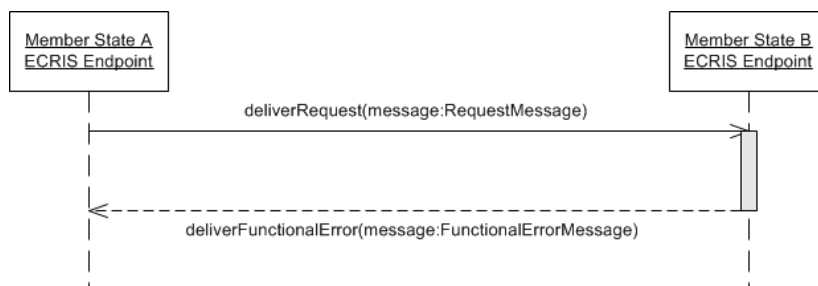 Member State A
ECRIS Endpoint
Member State B
ECRIS Endpoint
deliverRequest(message:RequestMessage)
deliverFunctionalError(message:FunctionalErrorMessage)